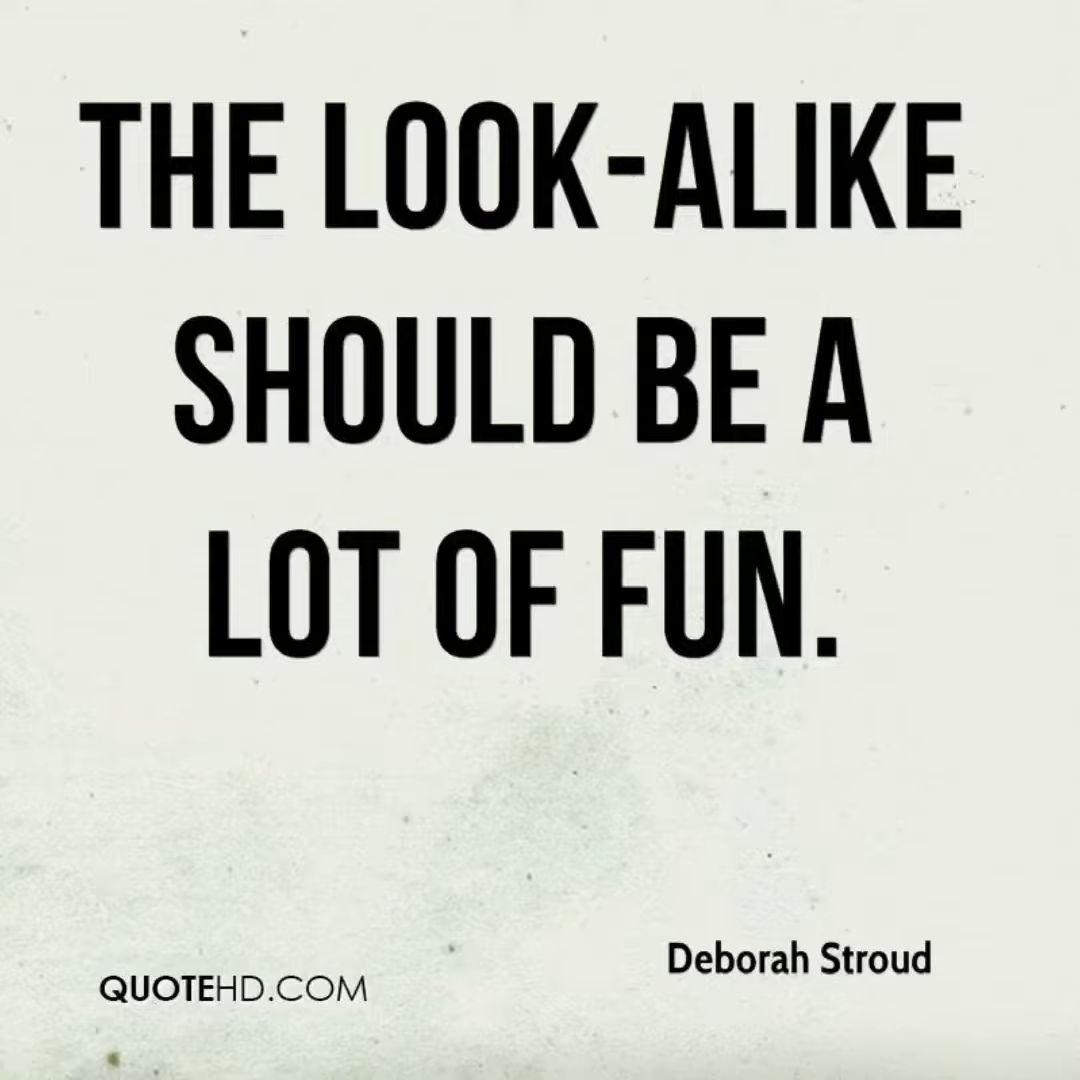 THE LOOK-ALIKE
SHOULD BE A
LOT OF FUN.
Deborah Stroud
QUOTEHD.COM